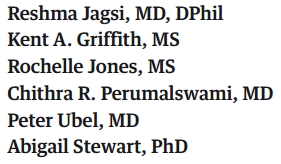 Reshma Jagsi, MD, DPhil
Kent A. Griffith, MS
Rochelle Jones, MS
Chithra R. Perumalswami, MD
Peter Ubel, MD
Abigail Stewart, PhD